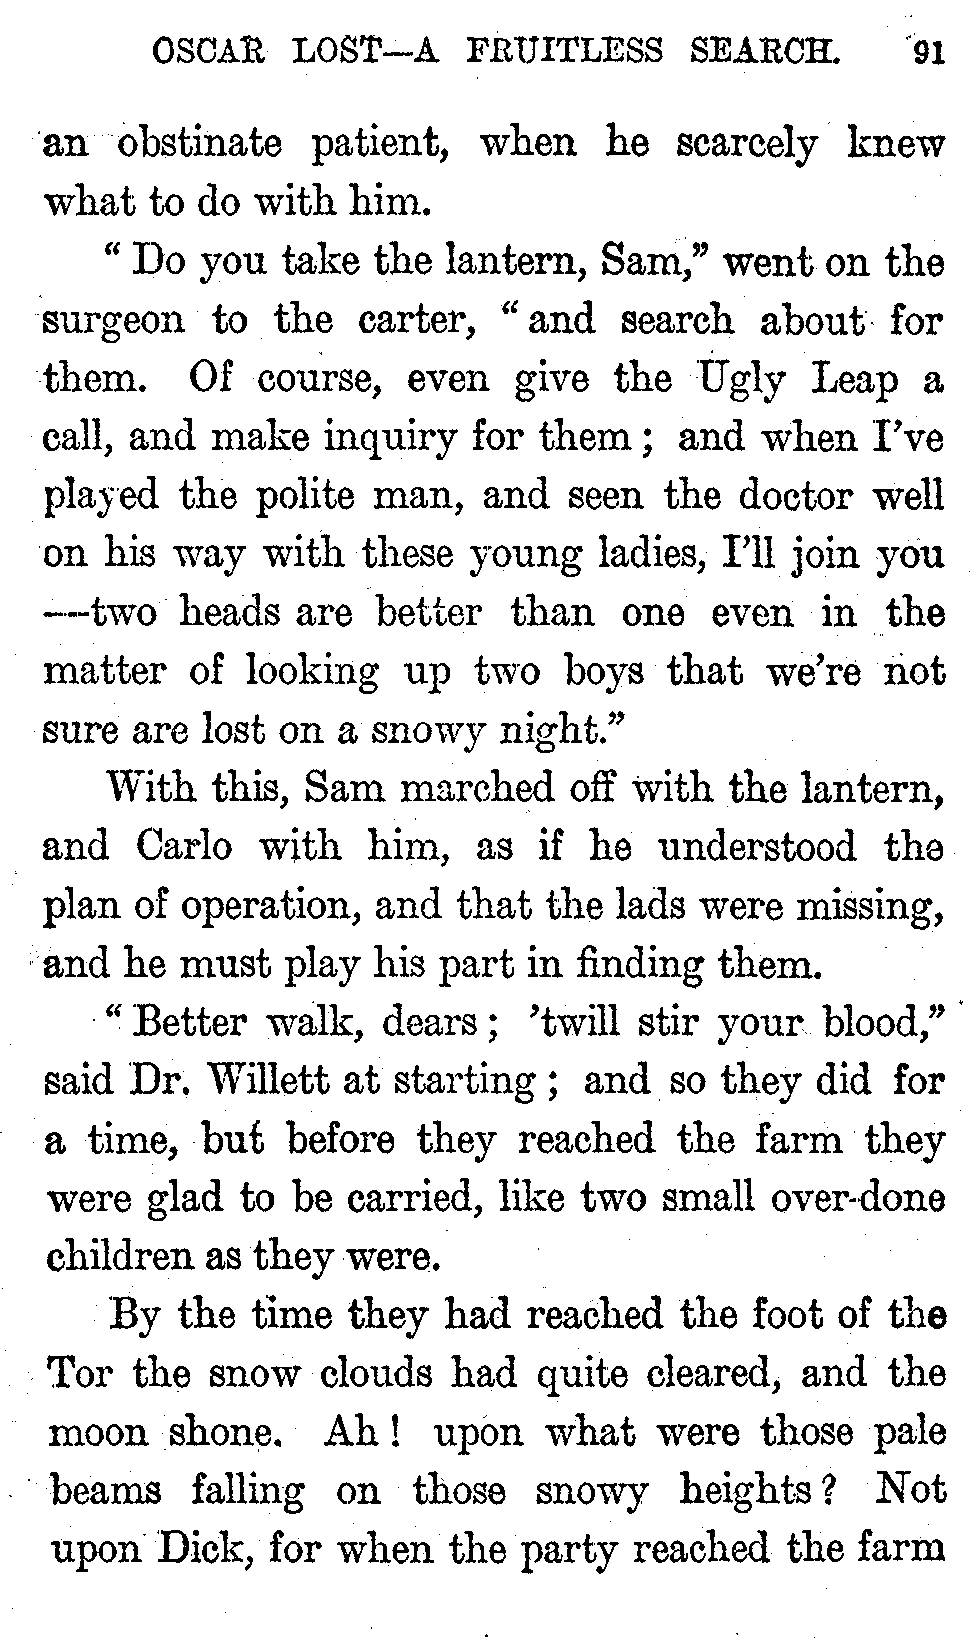 OSCAR LOST—A FRUITLESS SEARCH. 91
an obstinate patient, when he scarcely knew
what to do with him.
“Do you take the lantern, Sam,” went on the
surgeon to the carter, “and search about for
them. Of course, even give the Ugly Leap a
call, and make inquiry for them; and when I’ve
played the polite man, and seen the doctor well
on his way with these young ladies, I’ll join you
—two heads are better than one even in the
matter of looking up two boys that we’re not
sure are lost on a snowy night.”
With this, Sam marched off with the lantern,
and Carlo with him, as if he understood the
plan of operation, and that the lads were missing,
and he must play his part in finding them.
“Better walk, dears; ’twill stir your blood,”
said Dr. Willett at starting; and so they did for
a time, but before they reached the farm they
were glad to be carried, like two small over-done
children as they were.
By the time they had reached the foot of the
Tor the snow clouds had quite cleared, and the
moon shone. Ah! upon what were those pale
beams falling on those snowy heights? Not
upon Dick, for when the party reached the farm